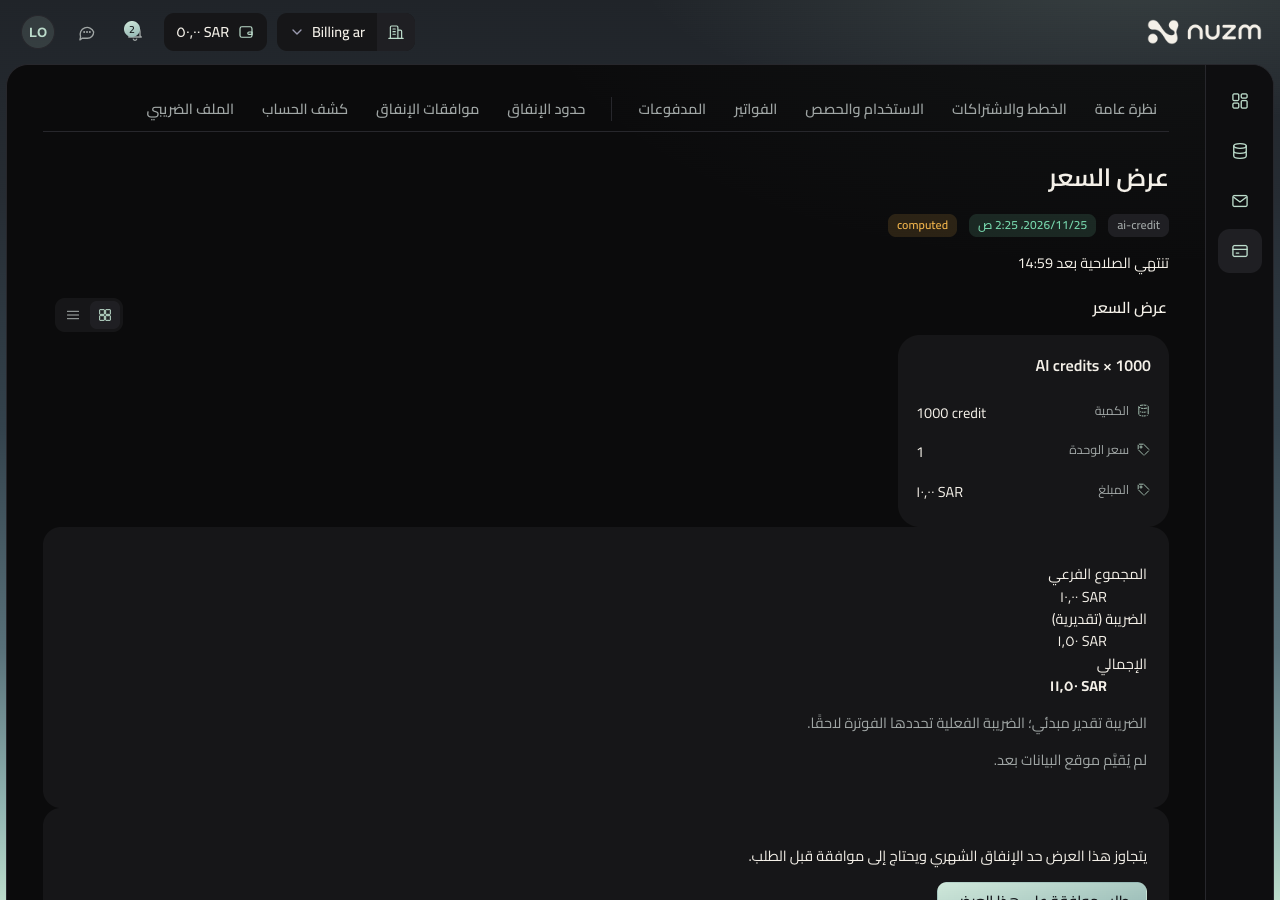 nuzm
Billing ar
٥٠,٠٠ SAR
2
LO
نظرة عامة
الخطط والاشتراكات
الاستخدام والحصص
الفواتير
المدفوعات
حدود الإنفاق
موافقات الإنفاق
كشف الحساب
الملف الضريبي
عرض السعر
ai-credit
2026/11/25، 2:25 ص
computed
تنتهي الصلاحية بعد 14:59
عرض السعر
AI credits × 1000
الكمية
1000 credit
سعر الوحدة
1
المبلغ
١٠,٠٠ SAR
المجموع الفرعي
١٠,٠٠ SAR
الضريبة (تقديرية)
١,٥٠ SAR
الإجمالي
١١,٥٠ SAR
الضريبة تقدير مبدئي؛ الضريبة الفعلية تحددها الفوترة لاحقًا.
لم يُقيَّم موقع البيانات بعد.
يتجاوز هذا العرض حد الإنفاق الشهري ويحتاج إلى موافقة قبل الطلب.